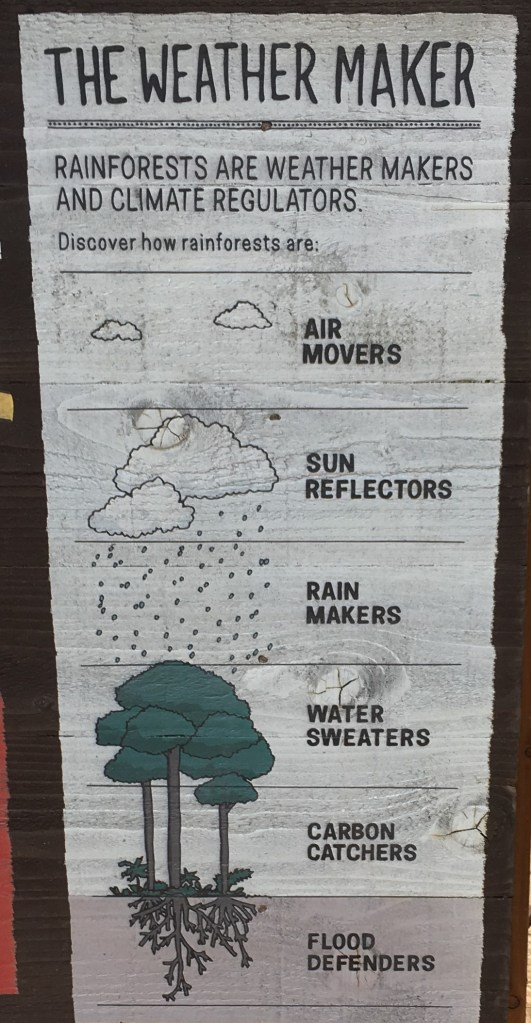 THE WEATHER MAKER
RAINFORESTS ARE WEATHER MAKERS
AND CLIMATE REGULATORS.
Discover how rainforests are:
AIR
MOVERS
SUN
REFLECTORS
RAIN
MAKERS
WATER
SWEATERS
CARBON
CATCHERS
FLOOD
DEFENDERS